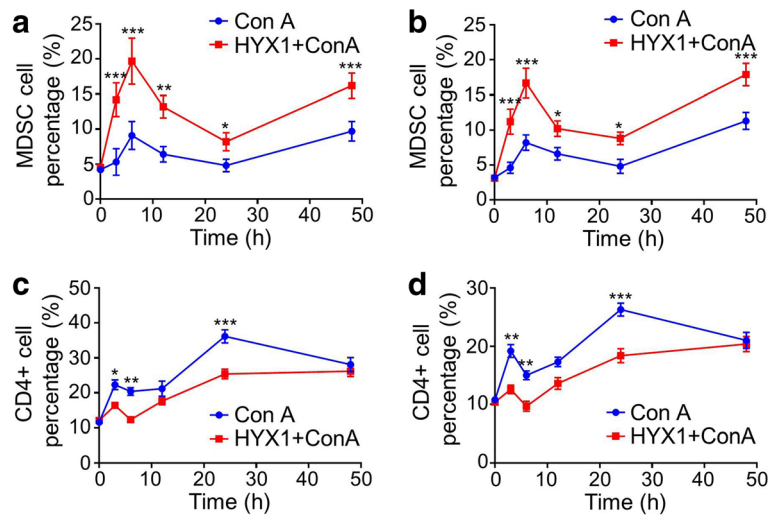 a
Con A
HYX1+ConA
MDSC cell
percentage (%)
25
20
15
10
5
0
***
***
**
*
***
0 10 20 30 40 50
Time (h)
b
Con A
HYX1+ConA
MDSC cell
percentage (%)
25
20
15
10
5
0
***
***
*
*
***
0 10 20 30 40 50
Time (h)
c
CD4+ cell
percentage (%)
50
40
30
20
10
0
*
**
***
Con A
HYX1+ConA
0 10 20 30 40 50
Time (h)
d
CD4+ cell
percentage (%)
30
20
10
0
**
**
***
Con A
HYX1+ConA
0 10 20 30 40 50
Time (h)